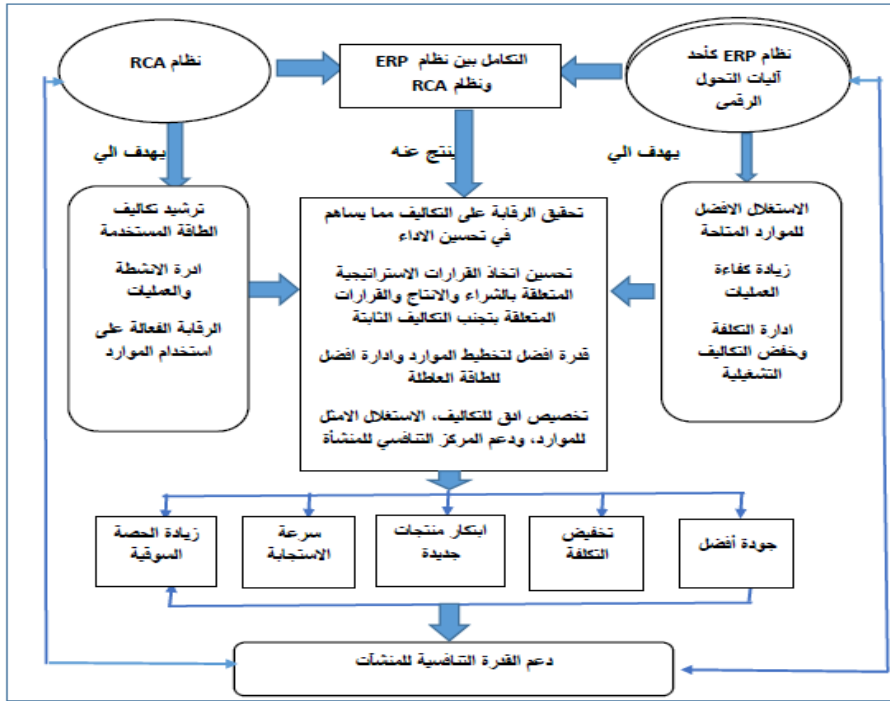 نظام ERP كأحد
آليات التحول
الرقمى
التكامل بين نظام ERP
ونظام RCA
نظام RCA
يهدف الي
ينتج عنه
يهدف الي
الاستغلال الافضل
للموارد المتاحة
زيادة كفاءة
العمليات
ادارة التكلفة
وخفض التكاليف
التشغيلية
تحقيق الرقابة على التكاليف مما يساهم
في تحسين الاداء
تحسين اتخاذ القرارات الاستراتيجية
المتعلقة بالشراء والانتاج والقرارات
المتعلقة بتجنب التكاليف الثابتة
قدرة افضل لتخطيط الموارد وادارة افضل
للطاقة العاطلة
تخصيص ادق للتكاليف، الاستغلال الامثل
للموارد، ودعم المركز التنافسي للمنشأة
ترشيد تكاليف
الطاقة المستخدمة
ادرة الانشطة
والعمليات
الرقابة الفعالة على
استخدام الموارد
جودة أفضل
تخفيض
التكلفة
ابتكار منتجات
جديدة
سرعة
الاستجابة
زيادة الحصة
السوقية
دعم القدرة التنافسية للمنشآت